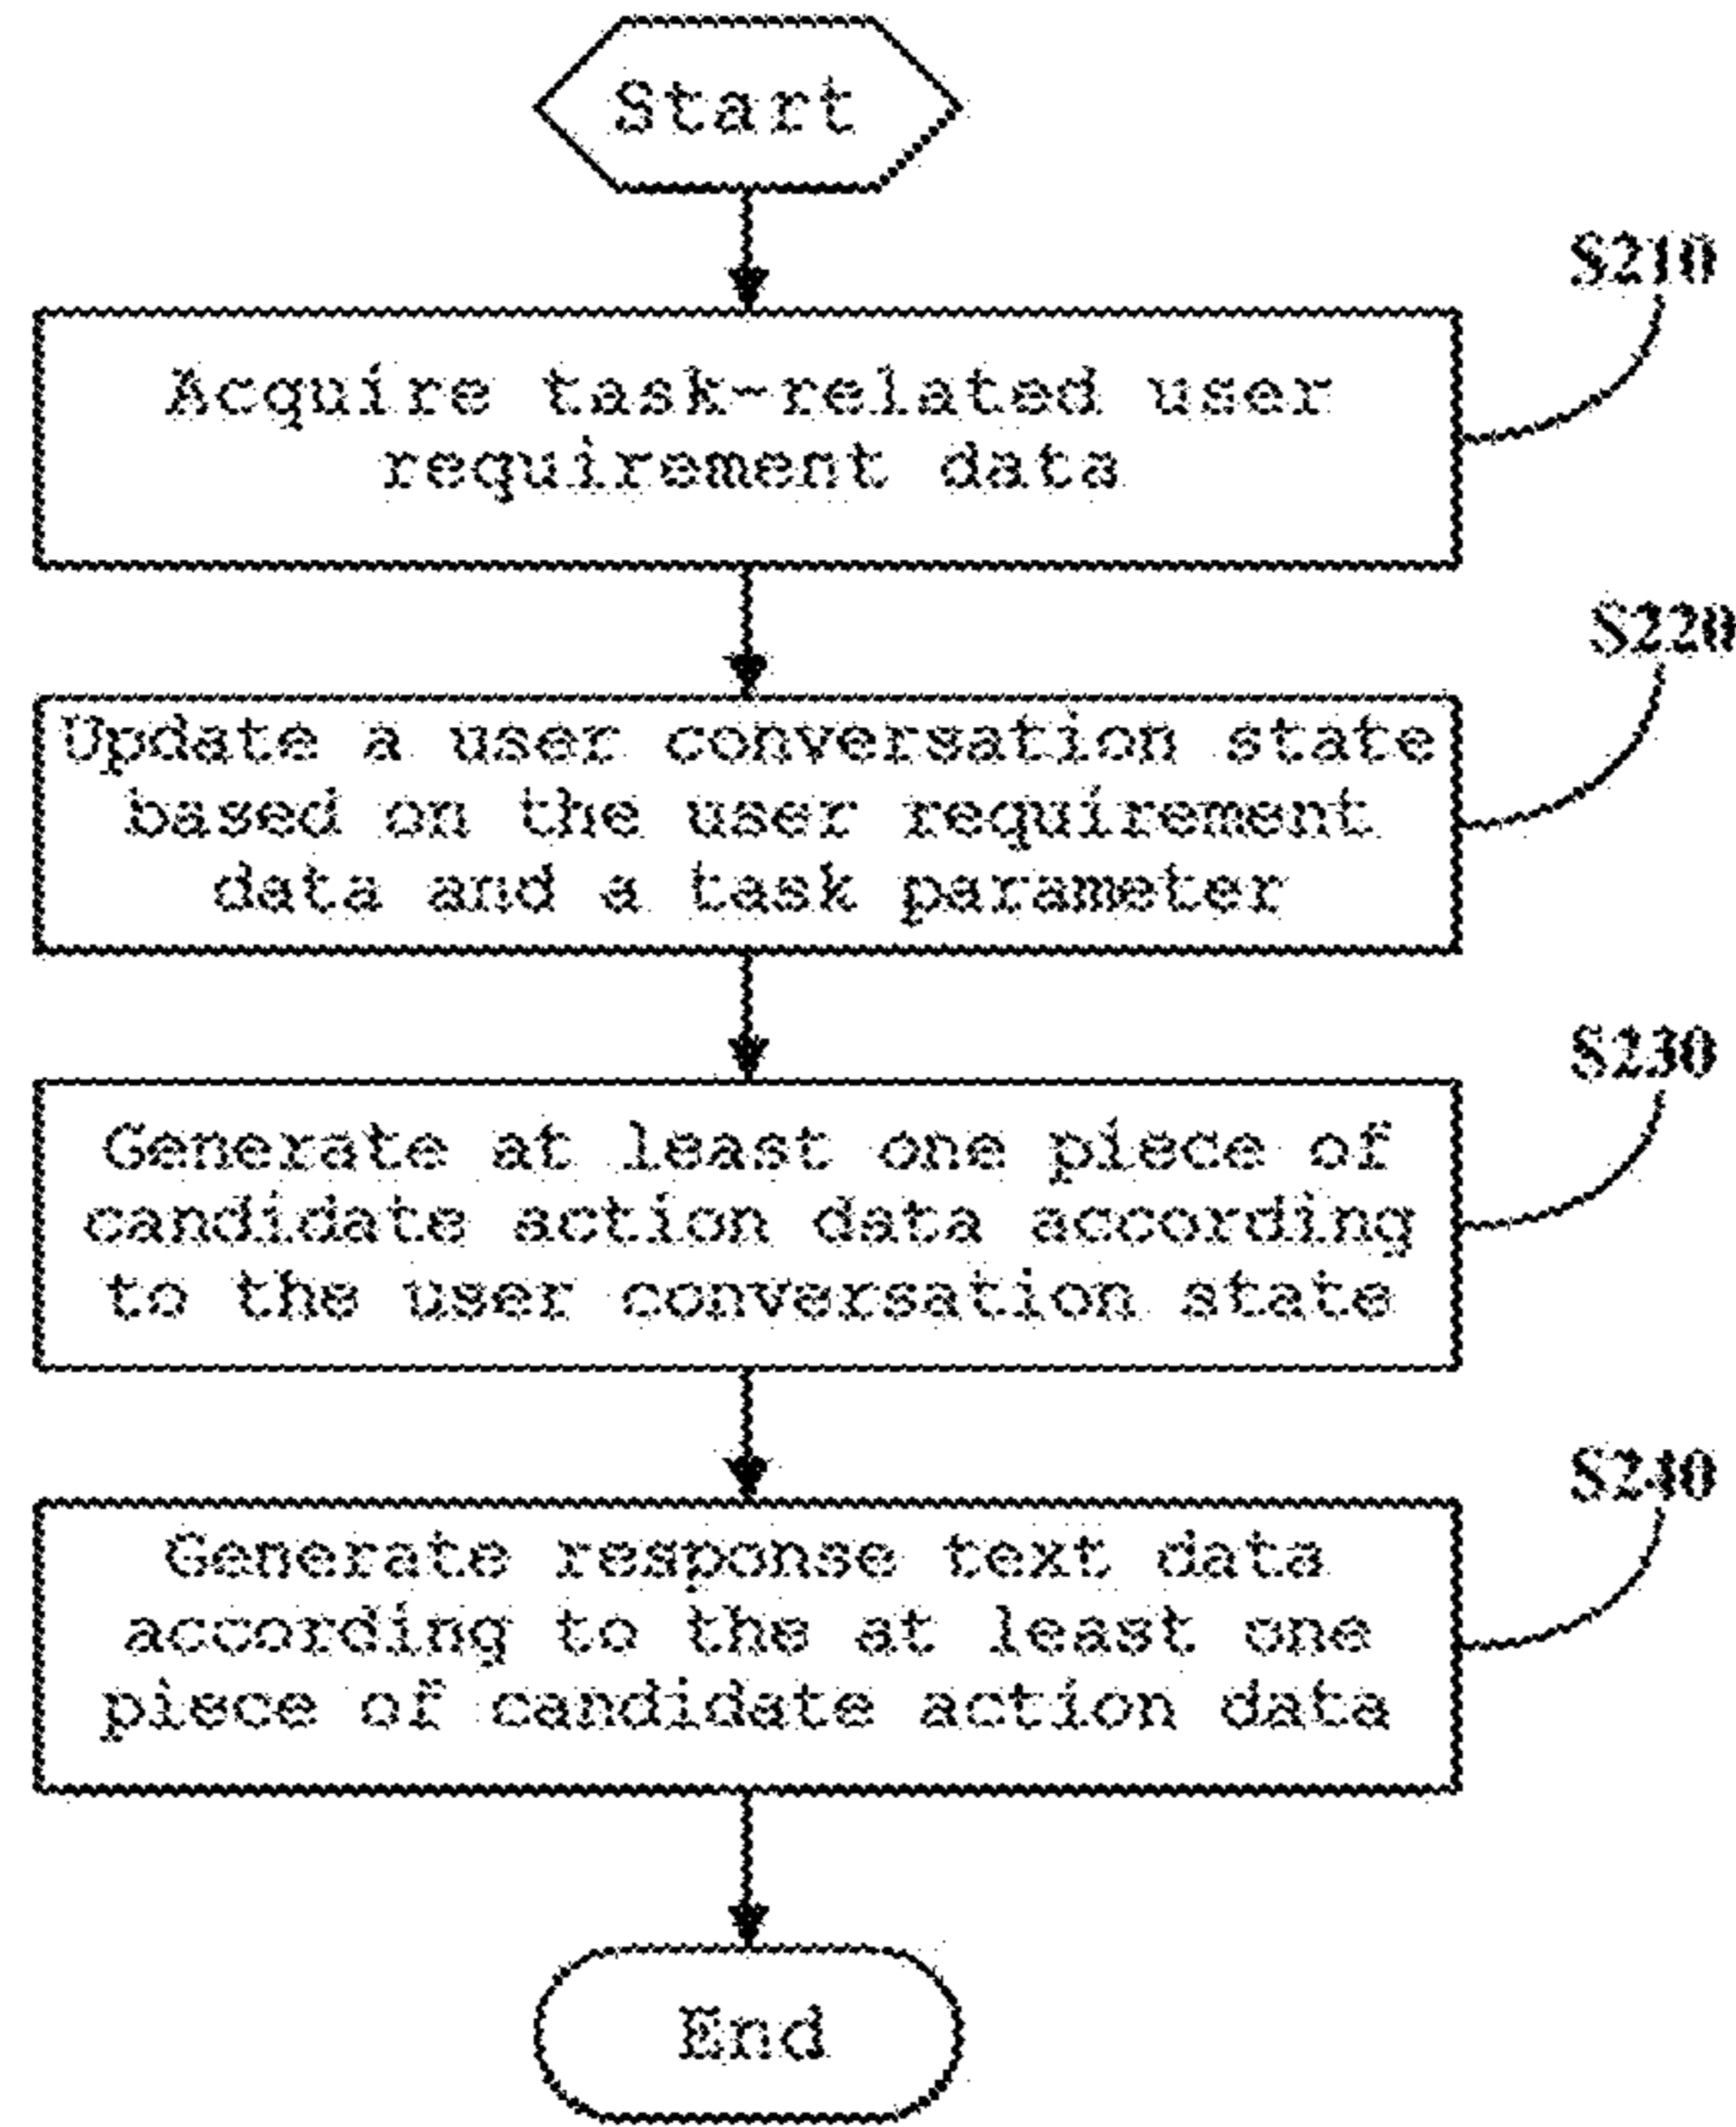 Start
S210
Acquire task-related user
requirement data
S220
Update a user conversation state
based on the user requirement
data and a task parameter
S230
Generate at least one piece of
candidate action data according
to the user conversation state
S240
Generate response text data
according to the at least one
piece of candidate action data
End